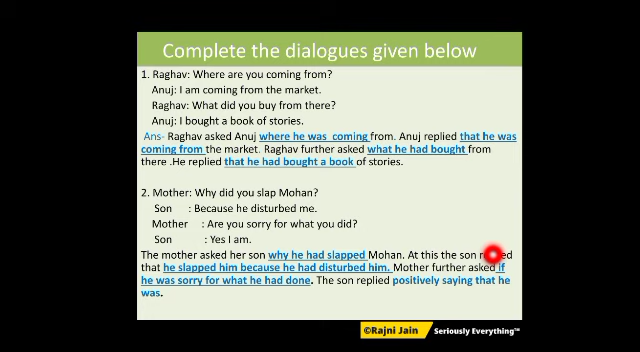 Complete the dialogues given below
1. Raghav: Where are you coming from?
Anuj: I am coming from the market.
Raghav: What did you buy from there?
Anuj: I bought a book of stories.
Ans- Raghav asked Anuj where he was coming from. Anuj replied that he was
coming from the market. Raghav further asked what he had bought from
there .He replied that he had bought a book of stories.
2. Mother: Why did you slap Mohan?
Son : Because he disturbed me.
Mother : Are you sorry for what you did?
Son : Yes I am.
The mother asked her son why he had slapped Mohan. At this the son
that he slapped him because he had disturbed him. Mother further asked if
he was sorry for what he had done. The son replied positively saying that he
was.
©Rajni Jain Seriously Everything™